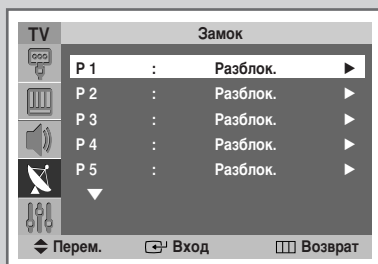 TV Замок
P 1 : Разблок. ►
P 2 : Разблок. ►
P 3 : Разблок. ►
P 4 : Разблок. ►
P 5 : Разблок. ►
▼
Перем. Вход Возврат